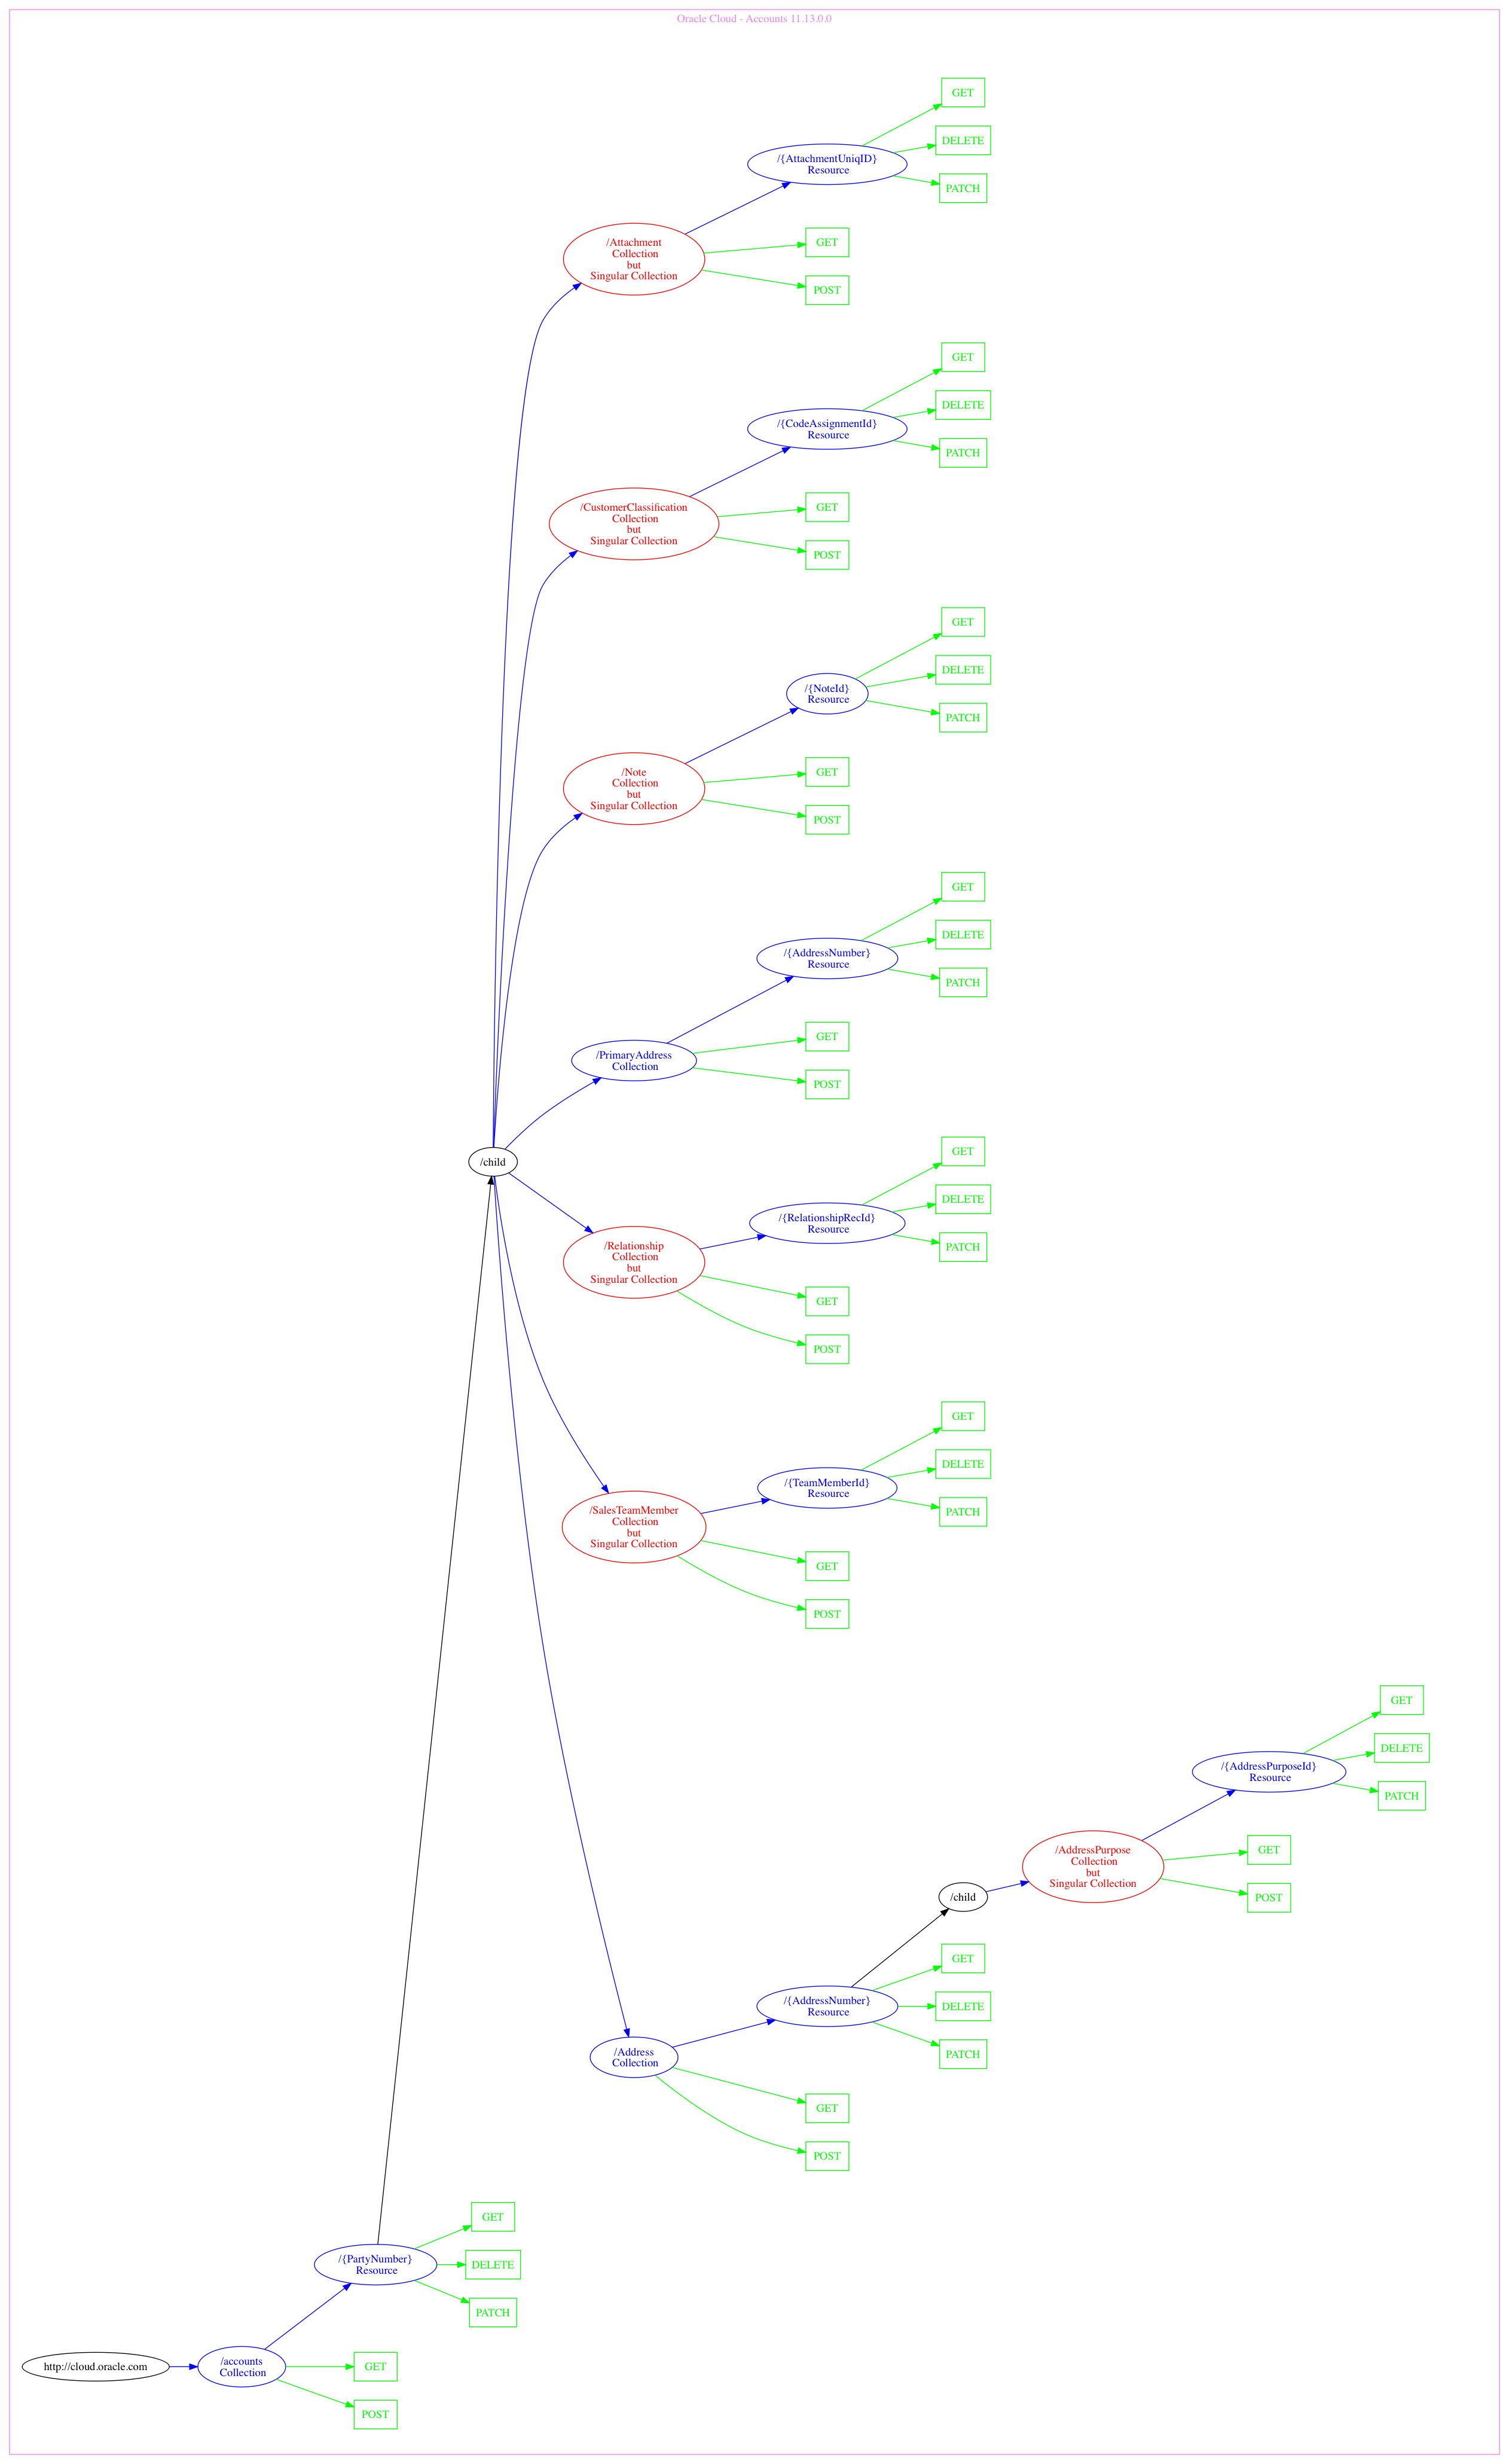 Oracle Cloud - Accounts 11.13.0.0
GET
DELETE
PATCH
/{AttachmentUniqID}
Resource
/Attachment
Collection
but
Singular Collection
GET
POST
GET
DELETE
PATCH
/{CodeAssignmentId}
Resource
/CustomerClassification
Collection
but
Singular Collection
GET
POST
GET
DELETE
PATCH
/{NoteId}
Resource
/Note
Collection
but
Singular Collection
GET
POST
GET
DELETE
PATCH
/{AddressNumber}
Resource
/PrimaryAddress
Collection
GET
POST
/child
GET
DELETE
PATCH
/{RelationshipRecId}
Resource
/Relationship
Collection
but
Singular Collection
GET
POST
GET
DELETE
PATCH
/{TeamMemberId}
Resource
/SalesTeamMember
Collection
but
Singular Collection
GET
POST
GET
DELETE
PATCH
/{AddressPurposeId}
Resource
/AddressPurpose
Collection
but
Singular Collection
GET
POST
/child
GET
DELETE
PATCH
/{AddressNumber}
Resource
/Address
Collection
GET
POST
GET
DELETE
PATCH
/{PartyNumber}
Resource
http://cloud.oracle.com
/accounts
Collection
GET
POST